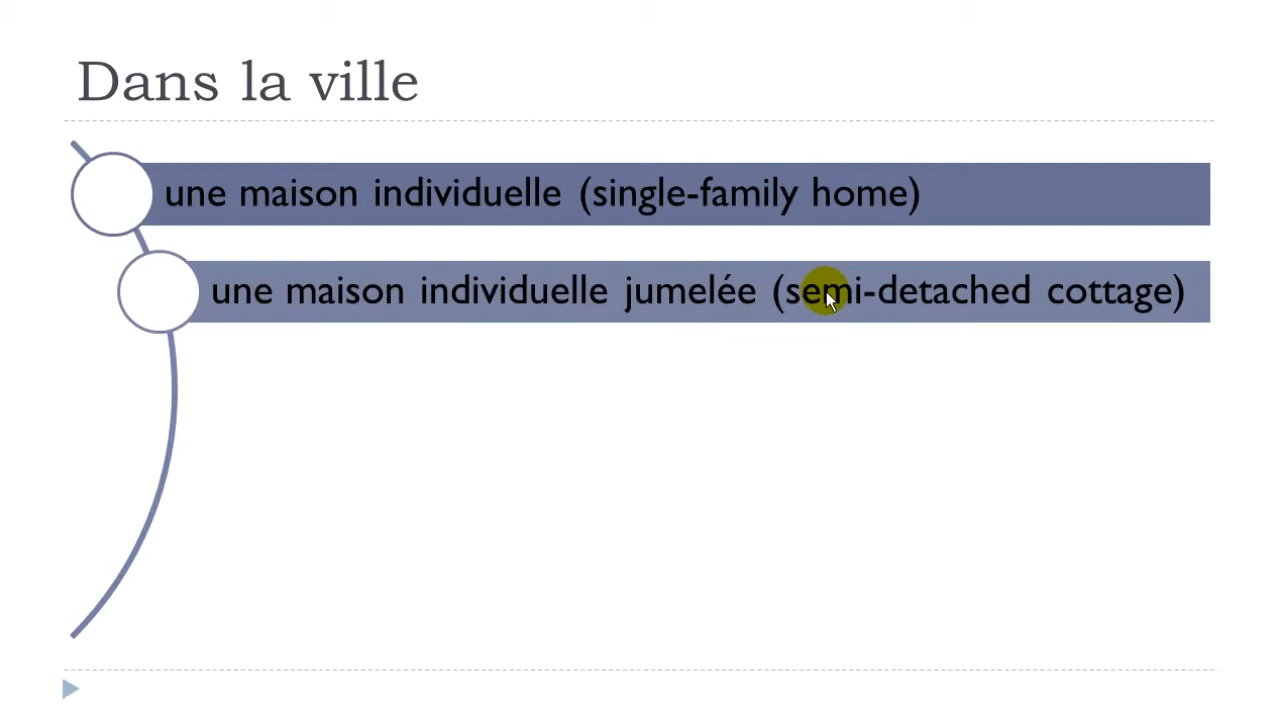 Dans la ville
une maison individuelle (single-family home)
une maison individuelle jumelée (semi-detached cottage)